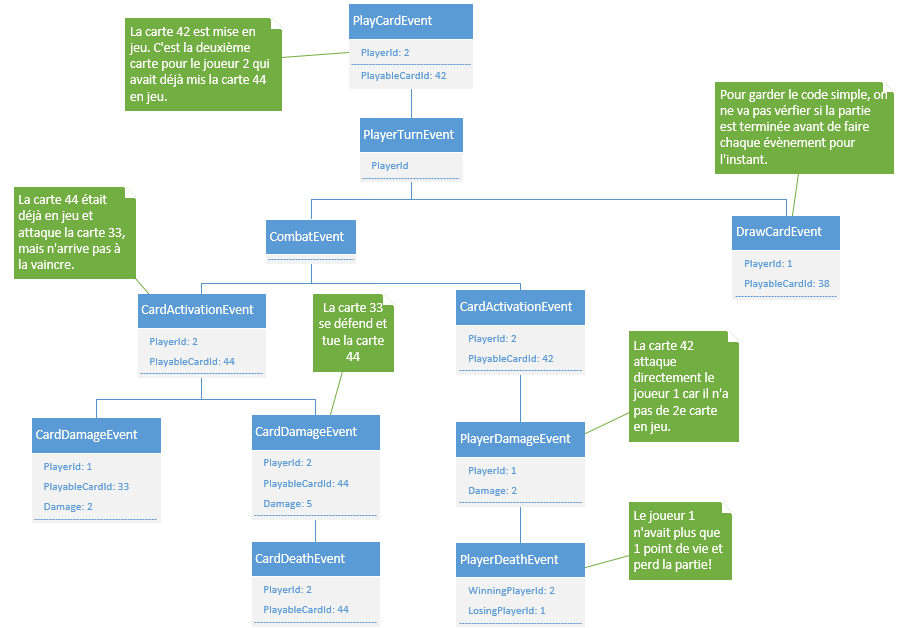 PlayCardEvent
PlayerId: 2
PlayableCardId: 42
La carte 42 est mise en
jeu. C'est la deuxième
carte pour le joueur 2 qui
avait déjà mis la carte 44
en jeu.
PlayerTurnEvent
PlayerId
Pour garder le code simple, on
ne va pas vérfier si la partie
est terminée avant de faire
chaque évènement pour
l'instant.
CombatEvent
DrawCardEvent
PlayerId: 1
PlayableCardId: 38
La carte 44 était
déjà en jeu et
attaque la carte 33,
mais n'arrive pas à
la vaincre.
CardActivationEvent
PlayerId: 2
PlayableCardId: 44
La carte 33
se défend et
tue la carte
44
CardActivationEvent
PlayerId: 2
PlayableCardId: 42
La carte 42
attaque
directement le
joueur 1 car il n'a
pas de 2e carte
en jeu.
CardDamageEvent
PlayerId: 1
PlayableCardId: 33
Damage: 2
CardDamageEvent
PlayerId: 2
PlayableCardId: 44
Damage: 5
PlayerDamageEvent
PlayerId: 1
Damage: 2
CardDeathEvent
PlayerId: 2
PlayableCardId: 44
PlayerDeathEvent
WinningPlayerId: 2
LosingPlayerId: 1
Le joueur 1
n'avait plus que
1 point de vie et
perd la partie!